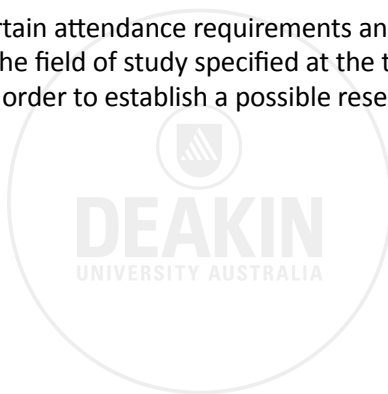 tain attendance requirements an
he field of study specified at the t
order to establish a possible rese
DEAKIN
UNIVERSITY AUSTRALIA